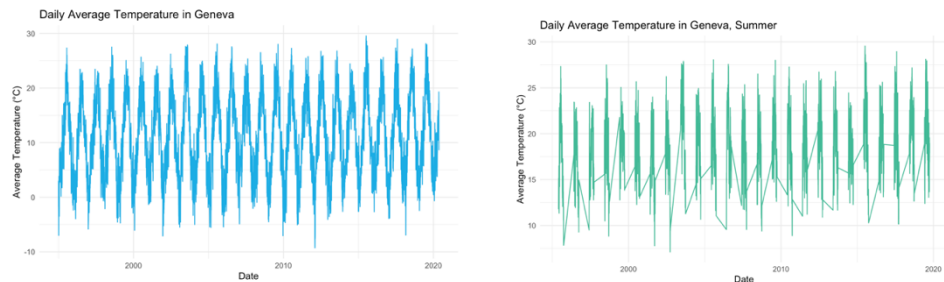 Daily Average Temperature in Geneva
30
20
10
0
-10
Average Temperature (°C)
2000
2010
2020
Date
Daily Average Temperature in Geneva, Summer
30
25
20
15
10
Average Temperature (°C)
2000
2010
2020
Date